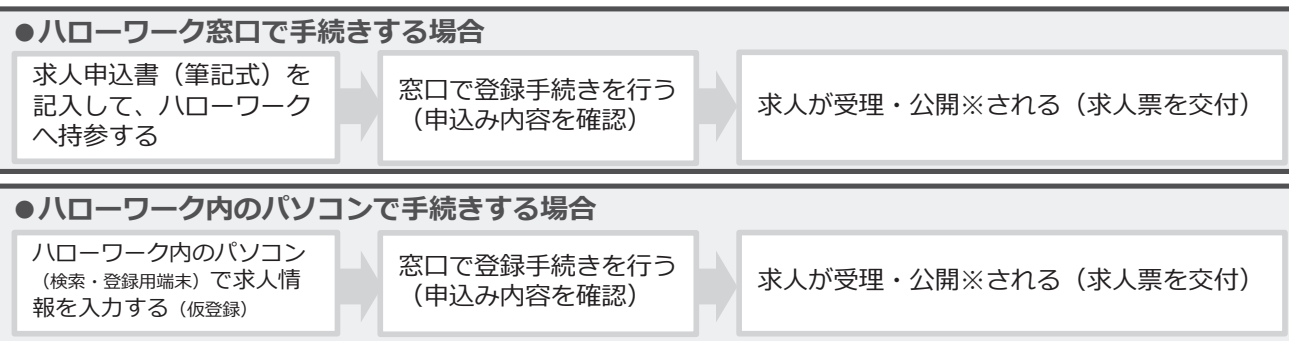 ●ハローワーク窓口で手続きする場合
求人申込書（筆記式）を
記入して、ハローワーク
へ持参する
窓口で登録手続きを行う
（申込み内容を確認）
求人が受理・公開※される（求人票を交付）
●ハローワーク内のパソコンで手続きする場合
ハローワーク内のパソコン
（検索・登録用端末）で求人情
報を入力する（仮登録）
窓口で登録手続きを行う
（申込み内容を確認）
求人が受理・公開※される（求人票を交付）